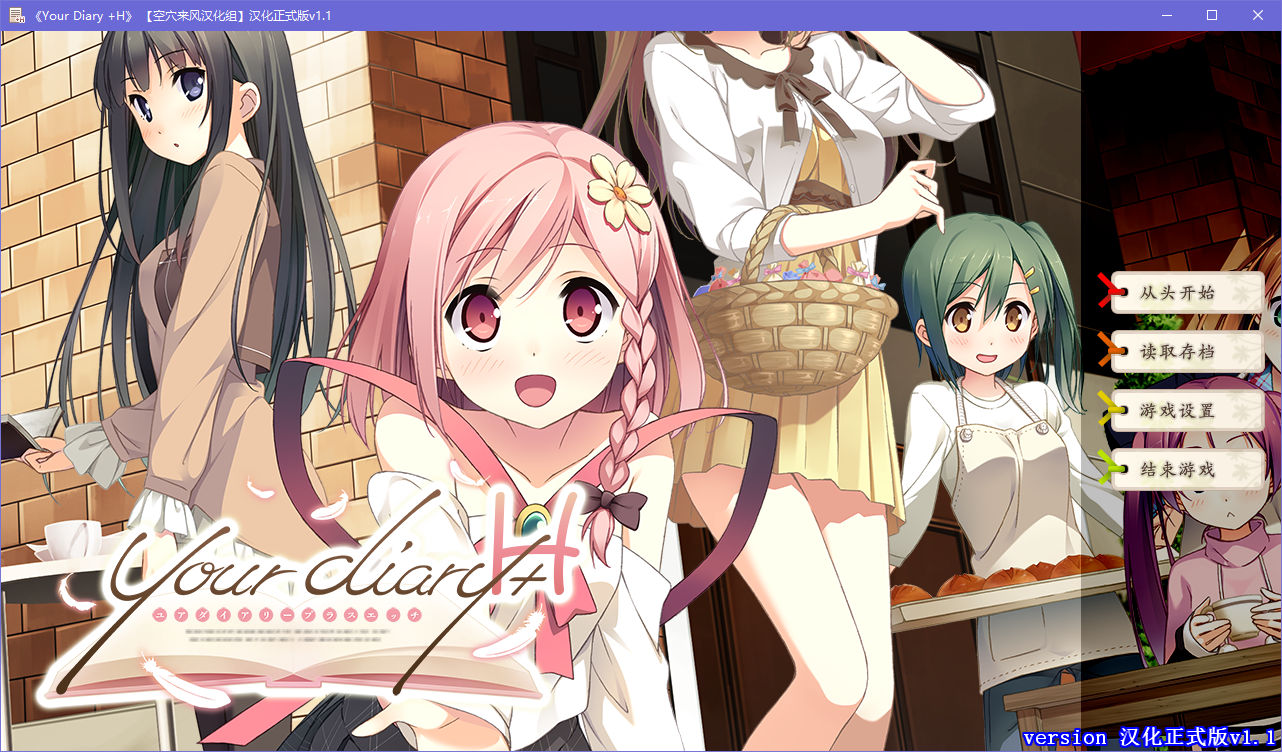 《Your Diary +H》 【空穴来风汉化组】汉化正式版v1.1
从头开始
读取存档
游戏设置
结束游戏
Your diary+H
ユアダイアリープラスエッチ
version 汉化正式版v1.1